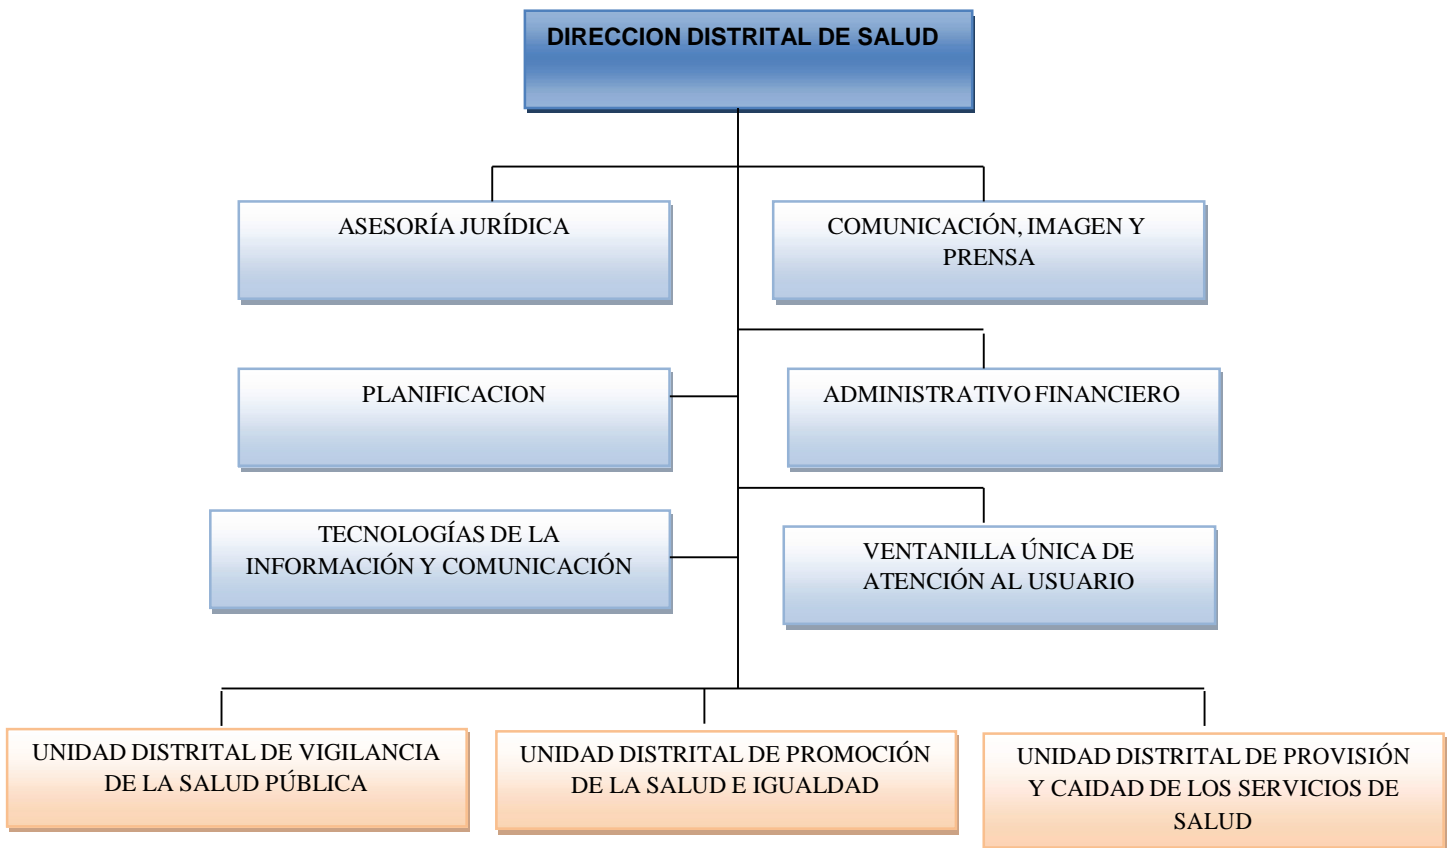 DIRECCION DISTRITAL DE SALUD
ASESORÍA JURÍDICA
COMUNICACIÓN, IMAGEN Y
PRENSA
PLANIFICACION
ADMINISTRATIVO FINANCIERO
TECNOLOGÍAS DE LA
INFORMACIÓN Y COMUNICACIÓN
VENTANILLA ÚNICA DE
ATENCIÓN AL USUARIO
UNIDAD DISTRITAL DE VIGILANCIA
DE LA SALUD PÚBLICA
UNIDAD DISTRITAL DE PROMOCIÓN
DE LA SALUD E IGUALDAD
UNIDAD DISTRITAL DE PROVISIÓN
Y CAIDAD DE LOS SERVICIOS DE
SALUD